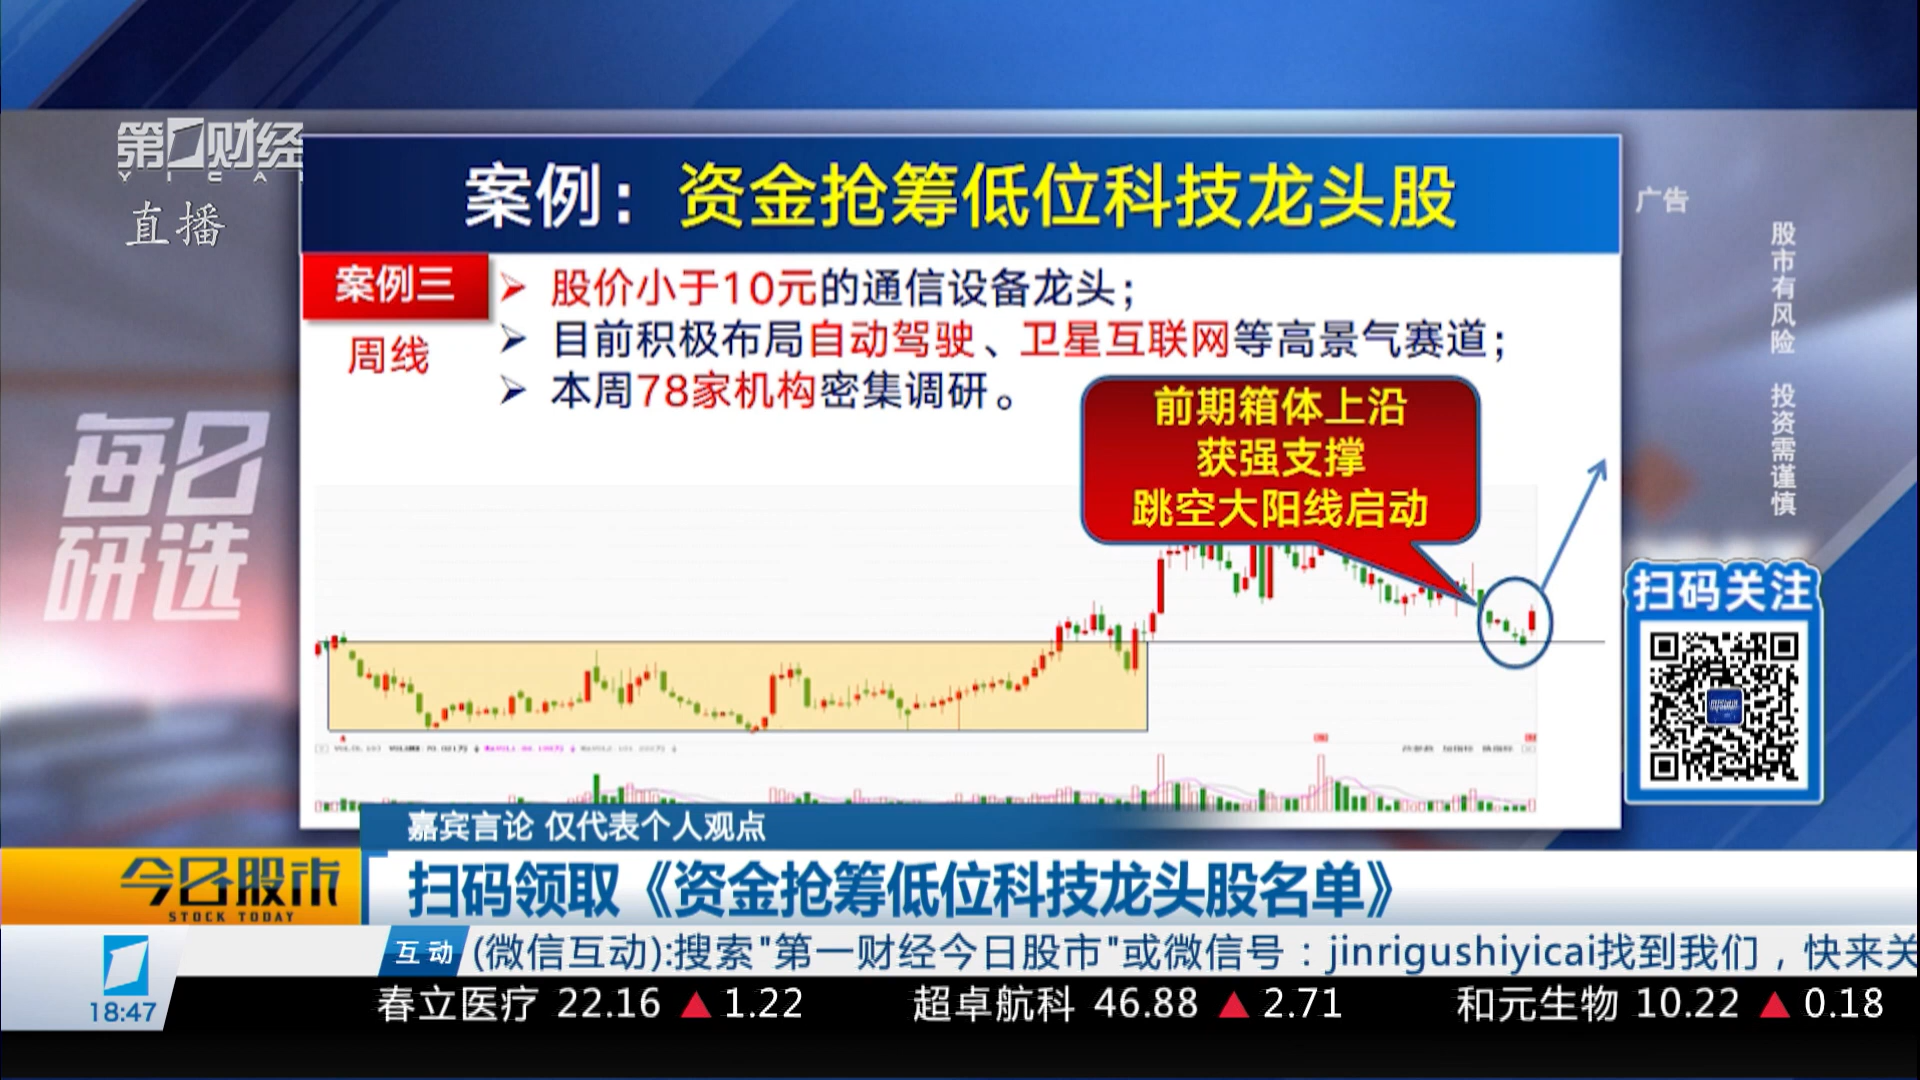 第一财经
YICAI
直播
案例：资金抢筹低位科技龙头股
广告
股市有风险 投资需谨慎
案例三
周线
股价小于10元的通信设备龙头；
目前积极布局自动驾驶、卫星互联网等高景气赛道；
本周78家机构密集调研。
前期箱体上沿
获强支撑
跳空大阳线启动
每日
研选
扫码关注
嘉宾言论 仅代表个人观点
今日股市
STOCK TODAY
扫码领取《资金抢筹低位科技龙头股名单》
互动
(微信互动):搜索"第一财经今日股市"或微信号：jinrigushiyicai找到我们，快来关
18:47
春立医疗 22.16 ▲1.22 超卓航科 46.88 ▲2.71 和元生物 10.22 ▲0.18